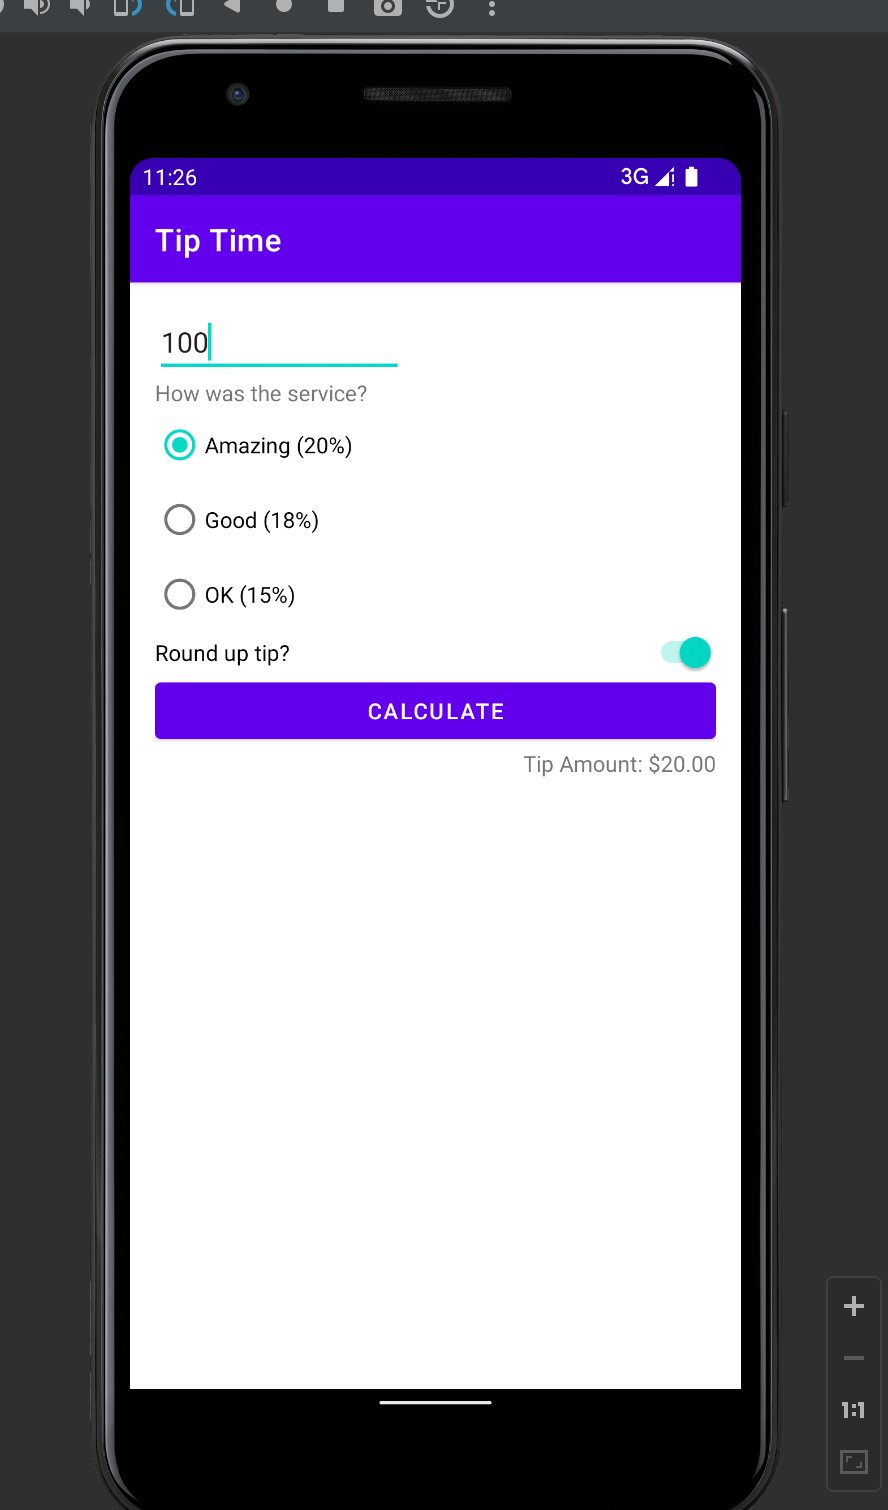 11:26 3G
Tip Time
100
How was the service?
Amazing (20%)
Good (18%)
OK (15%)
Round up tip?
CALCULATE
Tip Amount: $20.00
1:1